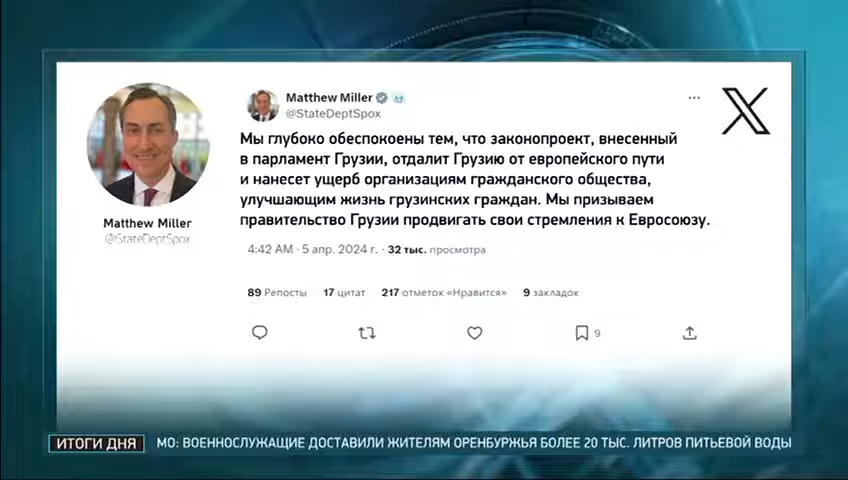 Matthew Miller
@StateDeptSpox
Мы глубоко обеспокоены тем, что законопроект, внесенный
в парламент Грузии, отдалит Грузию от европейского пути
и нанесет ущерб организациям гражданского общества,
улучшающим жизнь грузинских граждан. Мы призываем
правительство Грузии продвигать свои стремления к Евросоюзу.
4:42 AM · 5 апр. 2024 г. · 32 тыс. просмотра
89 Репосты 17 цитат 217 отметок «Нравится» 9 закладок
9
Matthew Miller
@StateDeptSpox
X
ИТОГИ ДНЯ МО: ВОЕННОСЛУЖАЩИЕ ДОСТАВИЛИ ЖИТЕЛЯМ ОРЕНБУРЖЬЯ БОЛЕЕ 20 ТЫС. ЛИТРОВ ПИТЬЕВОЙ ВОДЫ